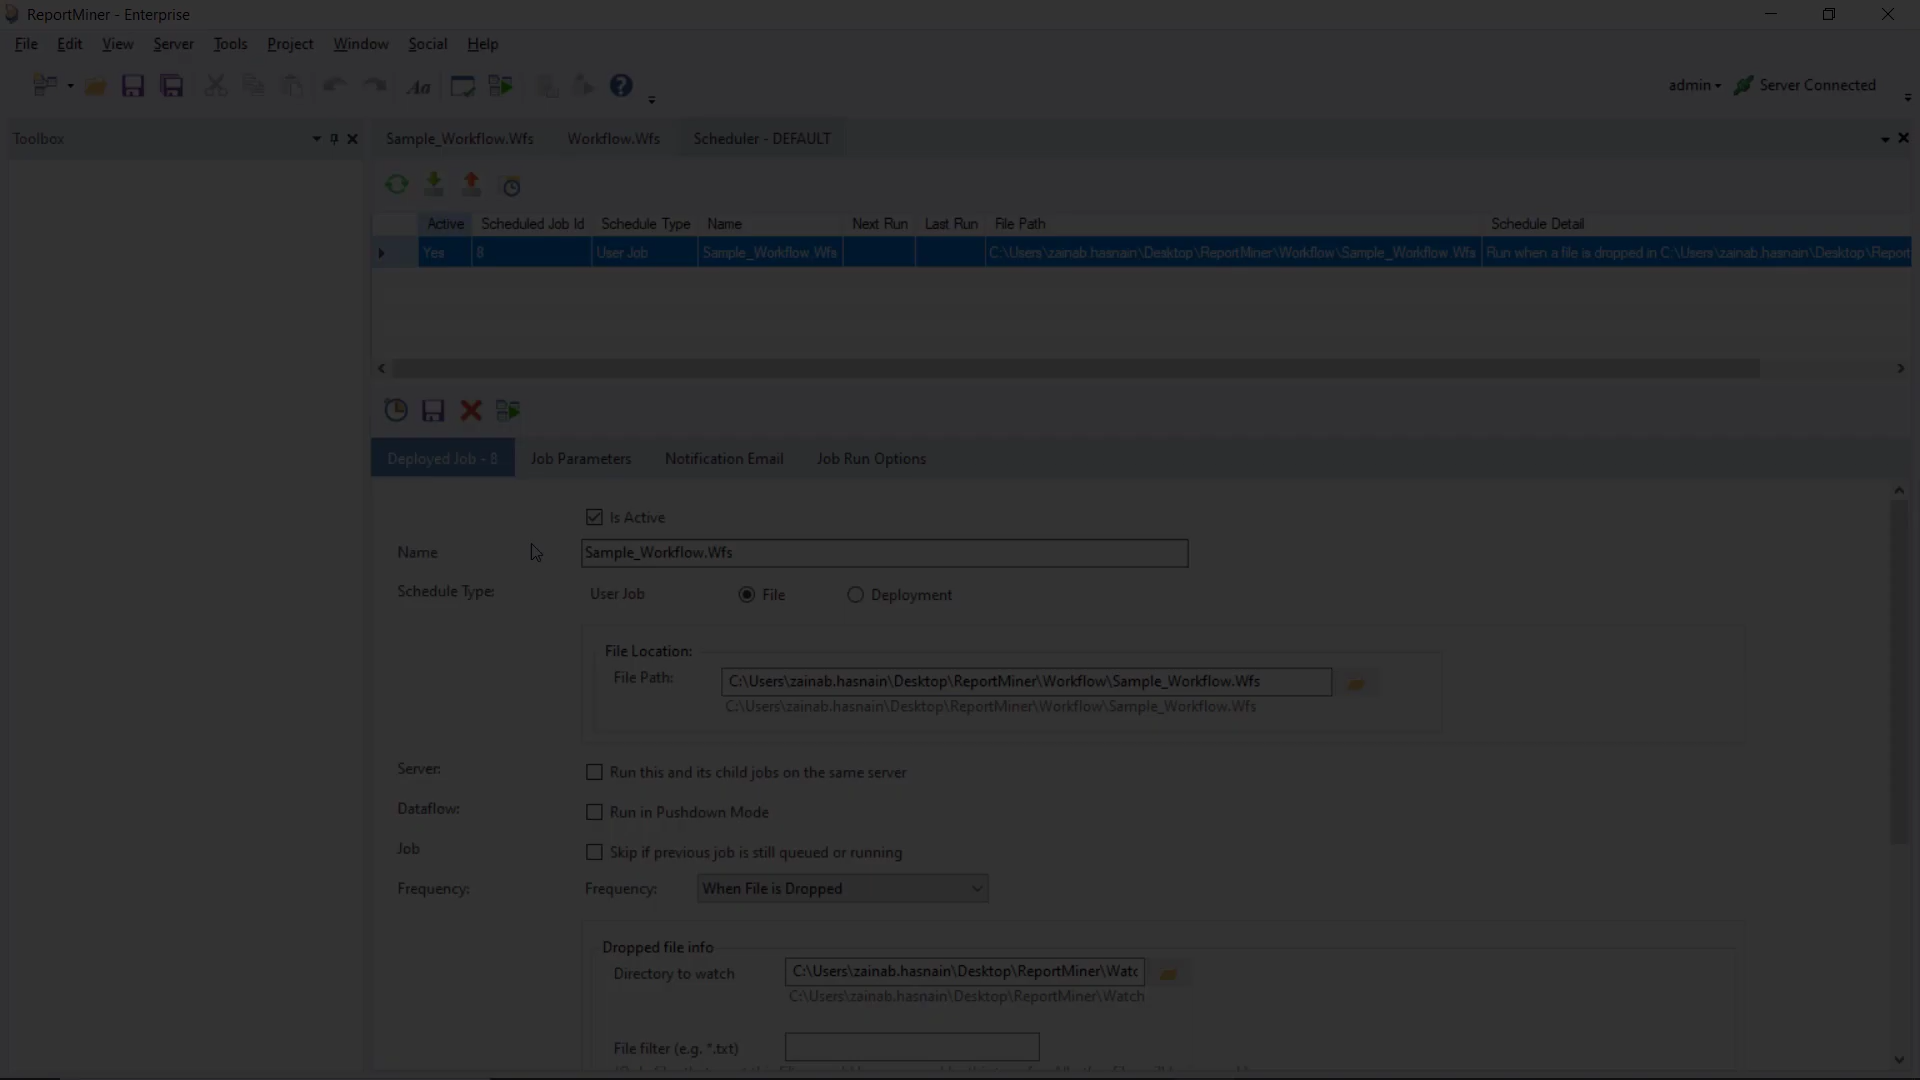 ReportMiner - Enterprise
File Edit View Server Tools Project Window Social Help
Aa
admin Server Connected
Toolbox
Sample_Workflow.Wfs Workflow.Wfs Scheduler - DEFAULT
Active Scheduled Job Id Schedule Type Name Next Run Last Run File Path Schedule Detail
Yes 8 User Job Sample_Workflow.Wfs C:\Users\zainab.hasnain\Desktop\ReportMiner\Workflow\Sample_Workflow.Wfs Run when a file is dropped in C:\Users\zainab.hasnain\Desktop\Report
Deployed Job - 8 Job Parameters Notification Email Job Run Options
Is Active
Name Sample_Workflow.Wfs
Schedule Type: User Job File Deployment
File Location:
File Path: C:\Users\zainab.hasnain\Desktop\ReportMiner\Workflow\Sample_Workflow.Wfs
C:\Users\zainab.hasnain\Desktop\ReportMiner\Workflow\Sample_Workflow.Wfs
Server: Run this and its child jobs on the same server
Dataflow: Run in Pushdown Mode
Job Skip if previous job is still queued or running
Frequency: Frequency: When File is Dropped
Dropped file info
Directory to watch C:\Users\zainab.hasnain\Desktop\ReportMiner\Watc
C:\Users\zainab.hasnain\Desktop\ReportMiner\Watch
File filter (e.g. *.txt)